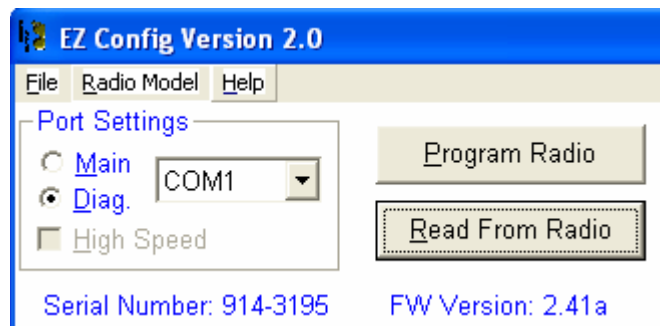 EZ Config Version 2.0
File Radio Model Help
Port Settings
Main
COM1
Diag.
High Speed
Program Radio
Read From Radio
Serial Number: 914-3195 FW Version: 2.41a